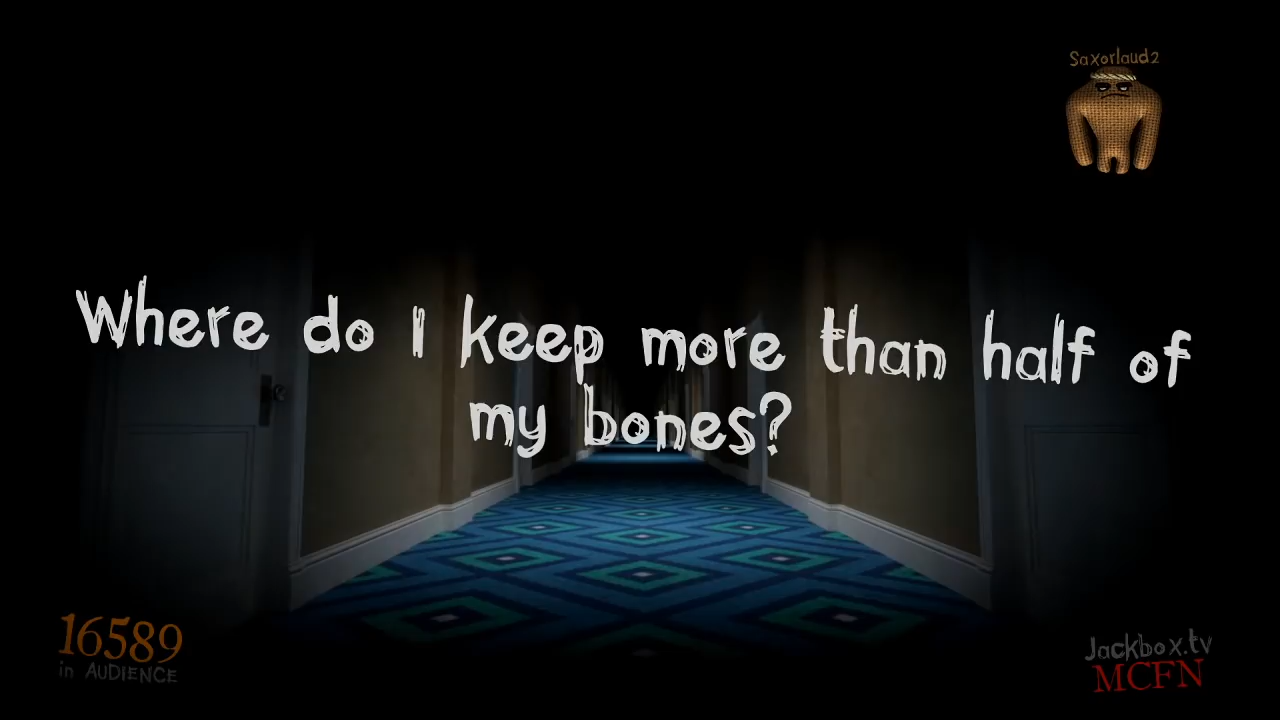 Saxorlaud2
Where do I keep more than half of
my bones?
16589
in AUDIENCE
Jackbox.tv
MCFN